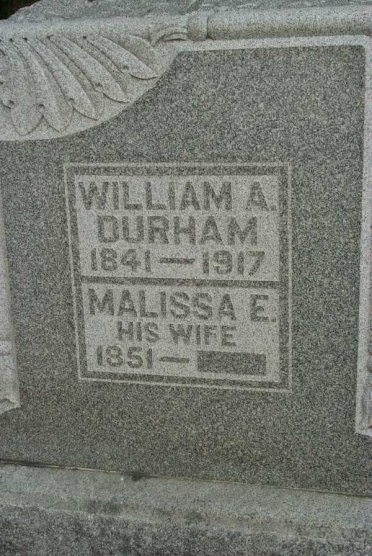 WILLIAM A.
DURHAM
1841 — 1917
MALISSA E.
HIS WIFE
1851 —